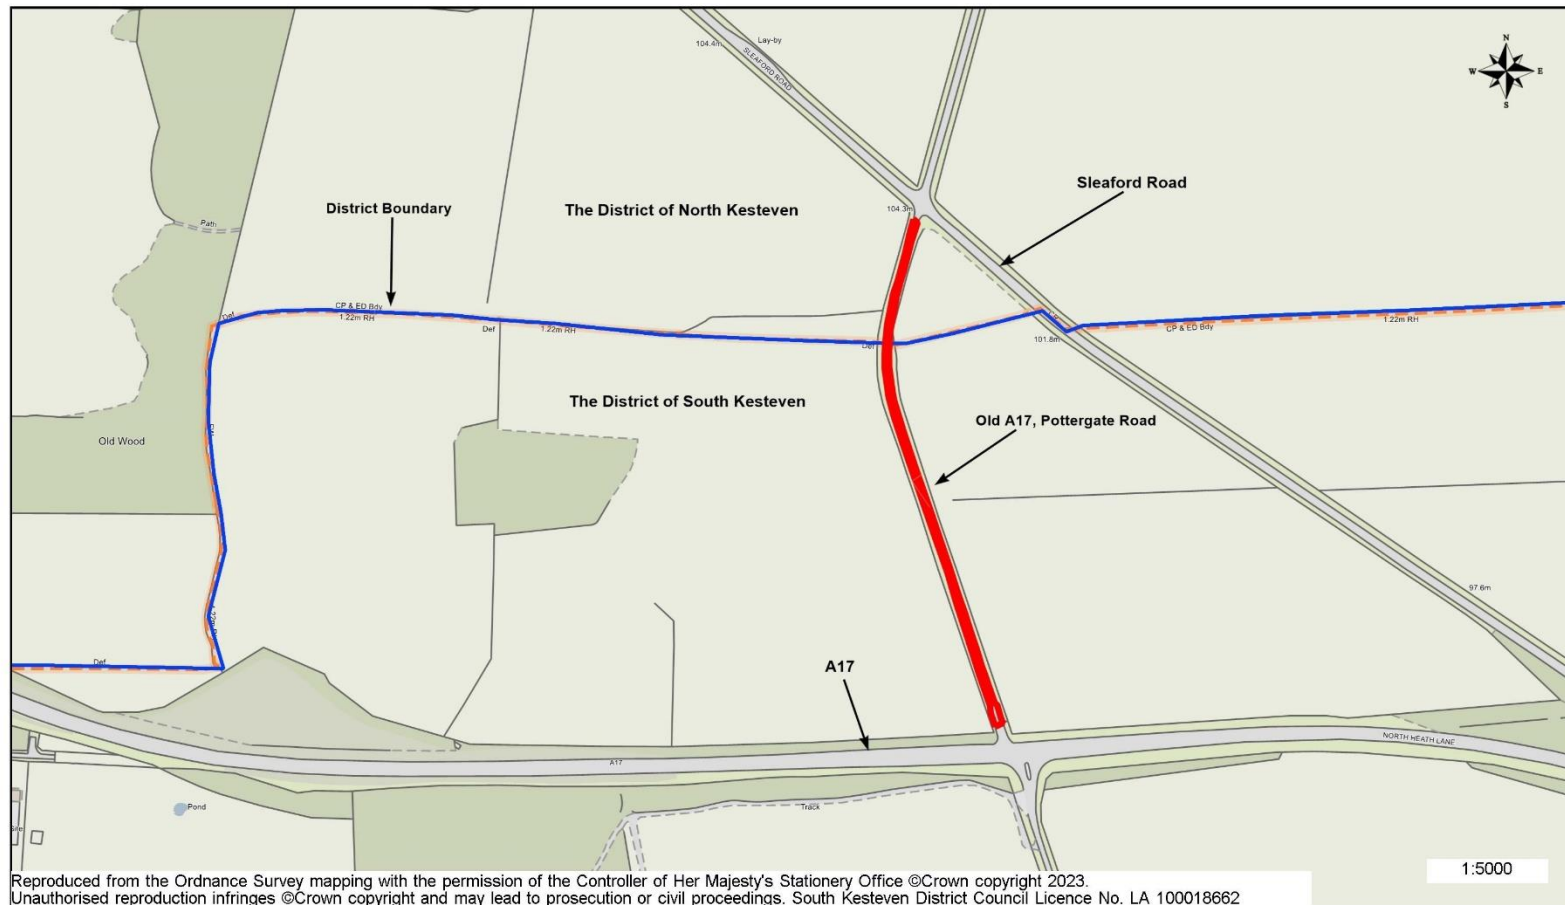 Lay-by
104.4m
SLEAFORD ROAD
N
W
E
S
Sleaford Road
District Boundary
The District of North Kesteven
104.3m
Path
CP & ED Bdy
Def
1.22m RH
Def
1.22m RH
CP & ED Bdy
1.22m RH
101.8m
Def
The District of South Kesteven
Old A17, Pottergate Road
Old Wood
97.6m
Def
A17
NORTH HEATH LANE
A17
Pond
Track
1:5000
Reproduced from the Ordnance Survey mapping with the permission of the Controller of Her Majesty's Stationery Office ©Crown copyright 2023.
Unauthorised reproduction infringes ©Crown copyright and may lead to prosecution or civil proceedings. South Kesteven District Council Licence No. LA 100018662